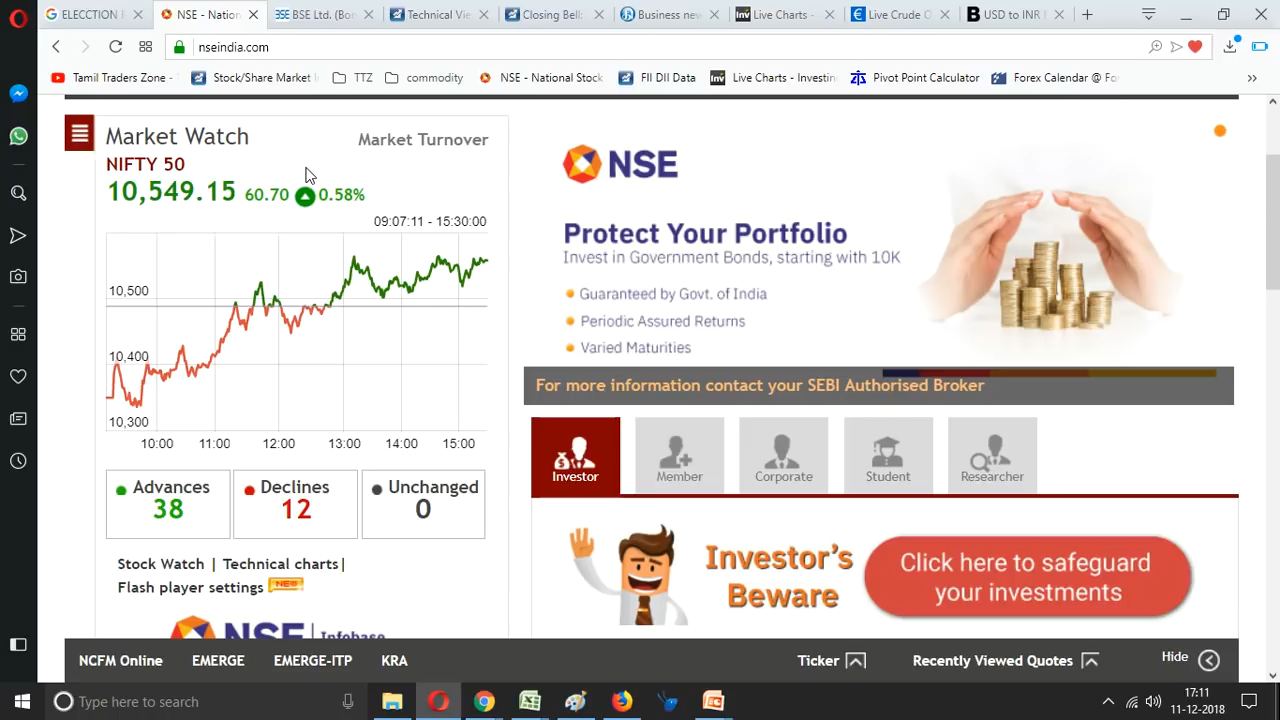 ELECCTION F
NSE - Nation
BSE Ltd. (Bom
Technical Vie
Closing Bell:
Business new
Live Charts -
Live Crude O
USD to INR
nseindia.com
Tamil Traders Zone -
Stock/Share Market I
TTZ
commodity
NSE - National Stock
FII DII Data
Live Charts - Investin
Pivot Point Calculator
Forex Calendar @ Fo
Market Watch
Market Turnover
NIFTY 50
10,549.15 60.70 0.58%
09:07:11 - 15:30:00
10,500
10,400
10,300
10:00 11:00 12:00 13:00 14:00 15:00
Advances
38
Declines
12
Unchanged
0
Stock Watch | Technical charts|
Flash player settings NEW
NSE Infobase
NSE
Protect Your Portfolio
Invest in Government Bonds, starting with 10K
Guaranteed by Govt. of India
Periodic Assured Returns
Varied Maturities
For more information contact your SEBI Authorised Broker
Investor
Member
Corporate
Student
Researcher
Investor's
Beware
Click here to safeguard
your investments
NCFM Online EMERGE EMERGE-ITP KRA
Ticker
Recently Viewed Quotes
Hide
Type here to search
17:11
11-12-2018